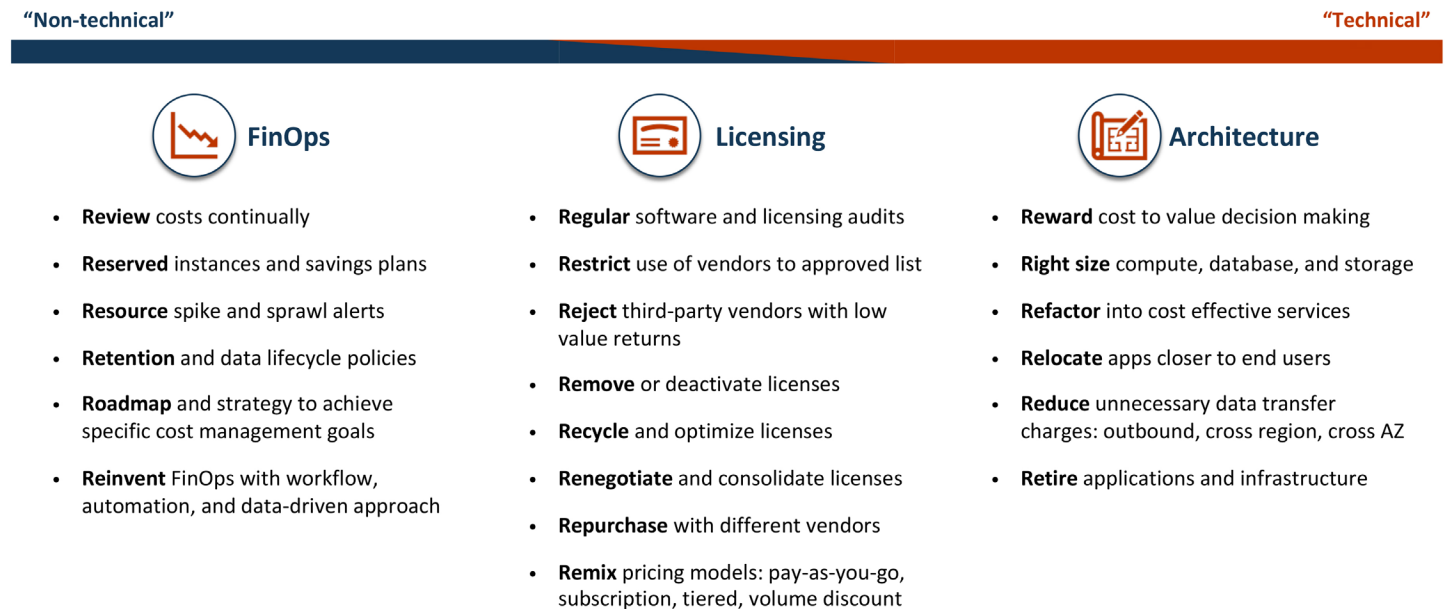 “Non-technical”
“Technical”
FinOps
• Review costs continually
• Reserved instances and savings plans
• Resource spike and sprawl alerts
• Retention and data lifecycle policies
• Roadmap and strategy to achieve
specific cost management goals
• Reinvent FinOps with workflow,
automation, and data-driven approach
Licensing
• Regular software and licensing audits
• Restrict use of vendors to approved list
• Reject third-party vendors with low
value returns
• Remove or deactivate licenses
• Recycle and optimize licenses
• Renegotiate and consolidate licenses
• Repurchase with different vendors
• Remix pricing models: pay-as-you-go,
subscription, tiered, volume discount
Architecture
• Reward cost to value decision making
• Right size compute, database, and storage
• Refactor into cost effective services
• Relocate apps closer to end users
• Reduce unnecessary data transfer
charges: outbound, cross region, cross AZ
• Retire applications and infrastructure